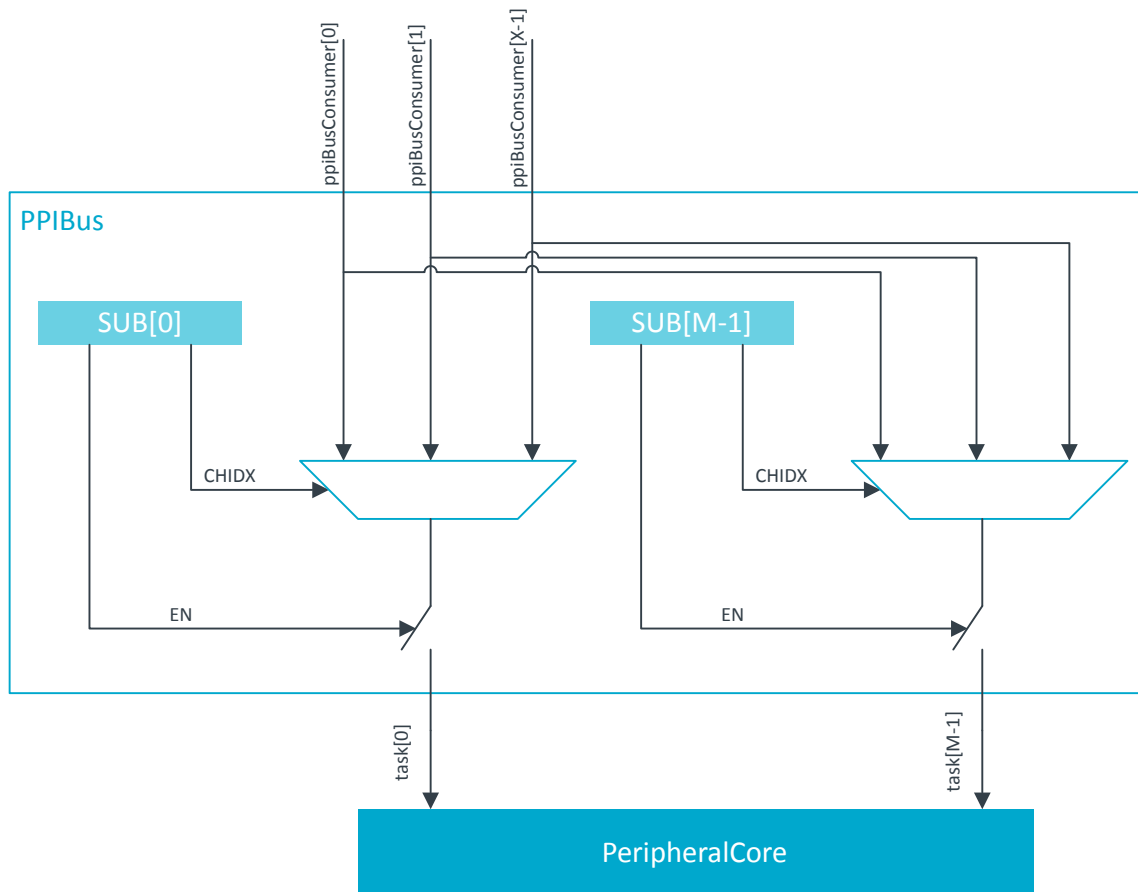 ppiBusConsumer[0]
ppiBusConsumer[1]
ppiBusConsumer[X-1]
PPIBus
SUB[0]
SUB[M-1]
CHIDX
CHIDX
EN
EN
task[0]
task[M-1]
PeripheralCore